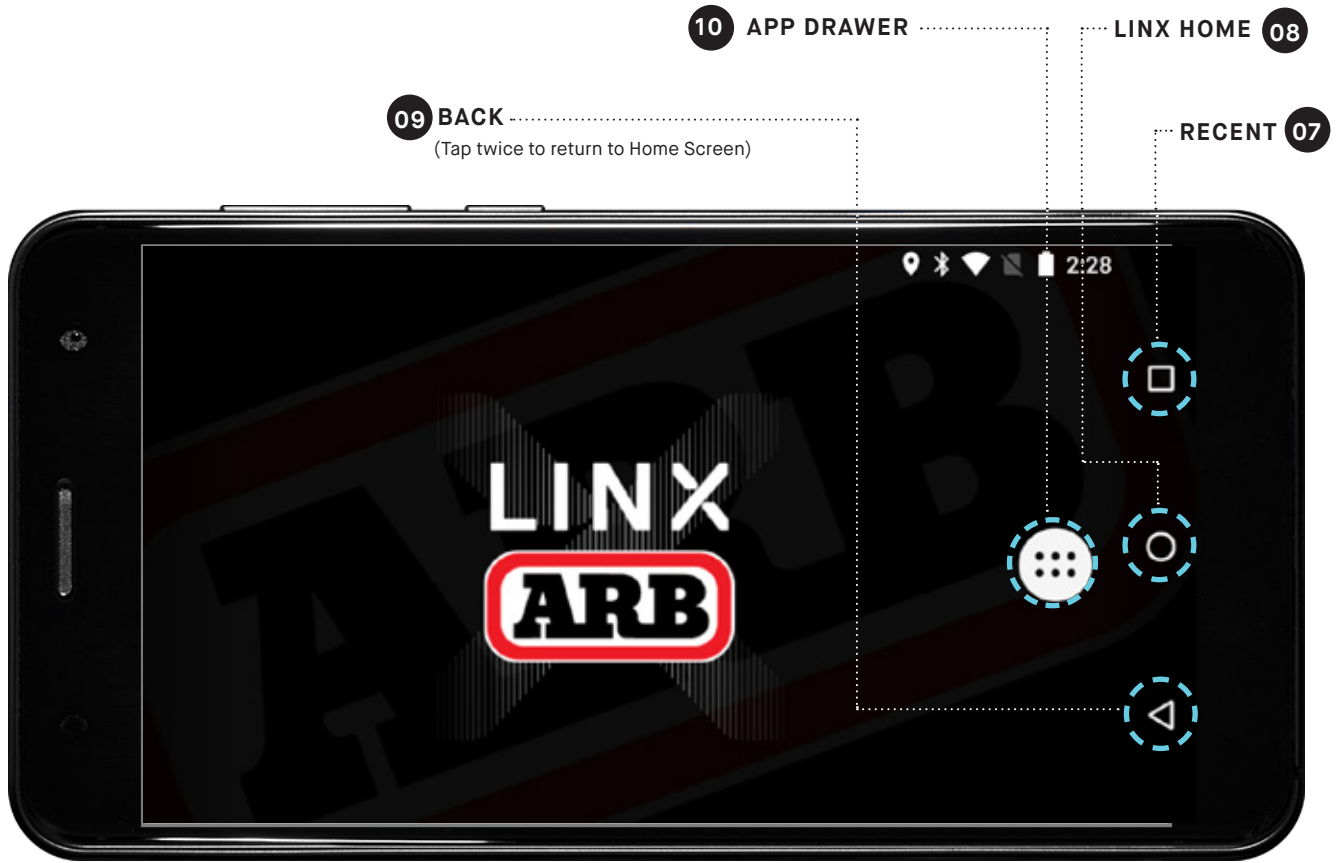 10 APP DRAWER
LINX HOME 08
09 BACK
(Tap twice to return to Home Screen)
RECENT 07
2:28
ARB
LINX
ARB